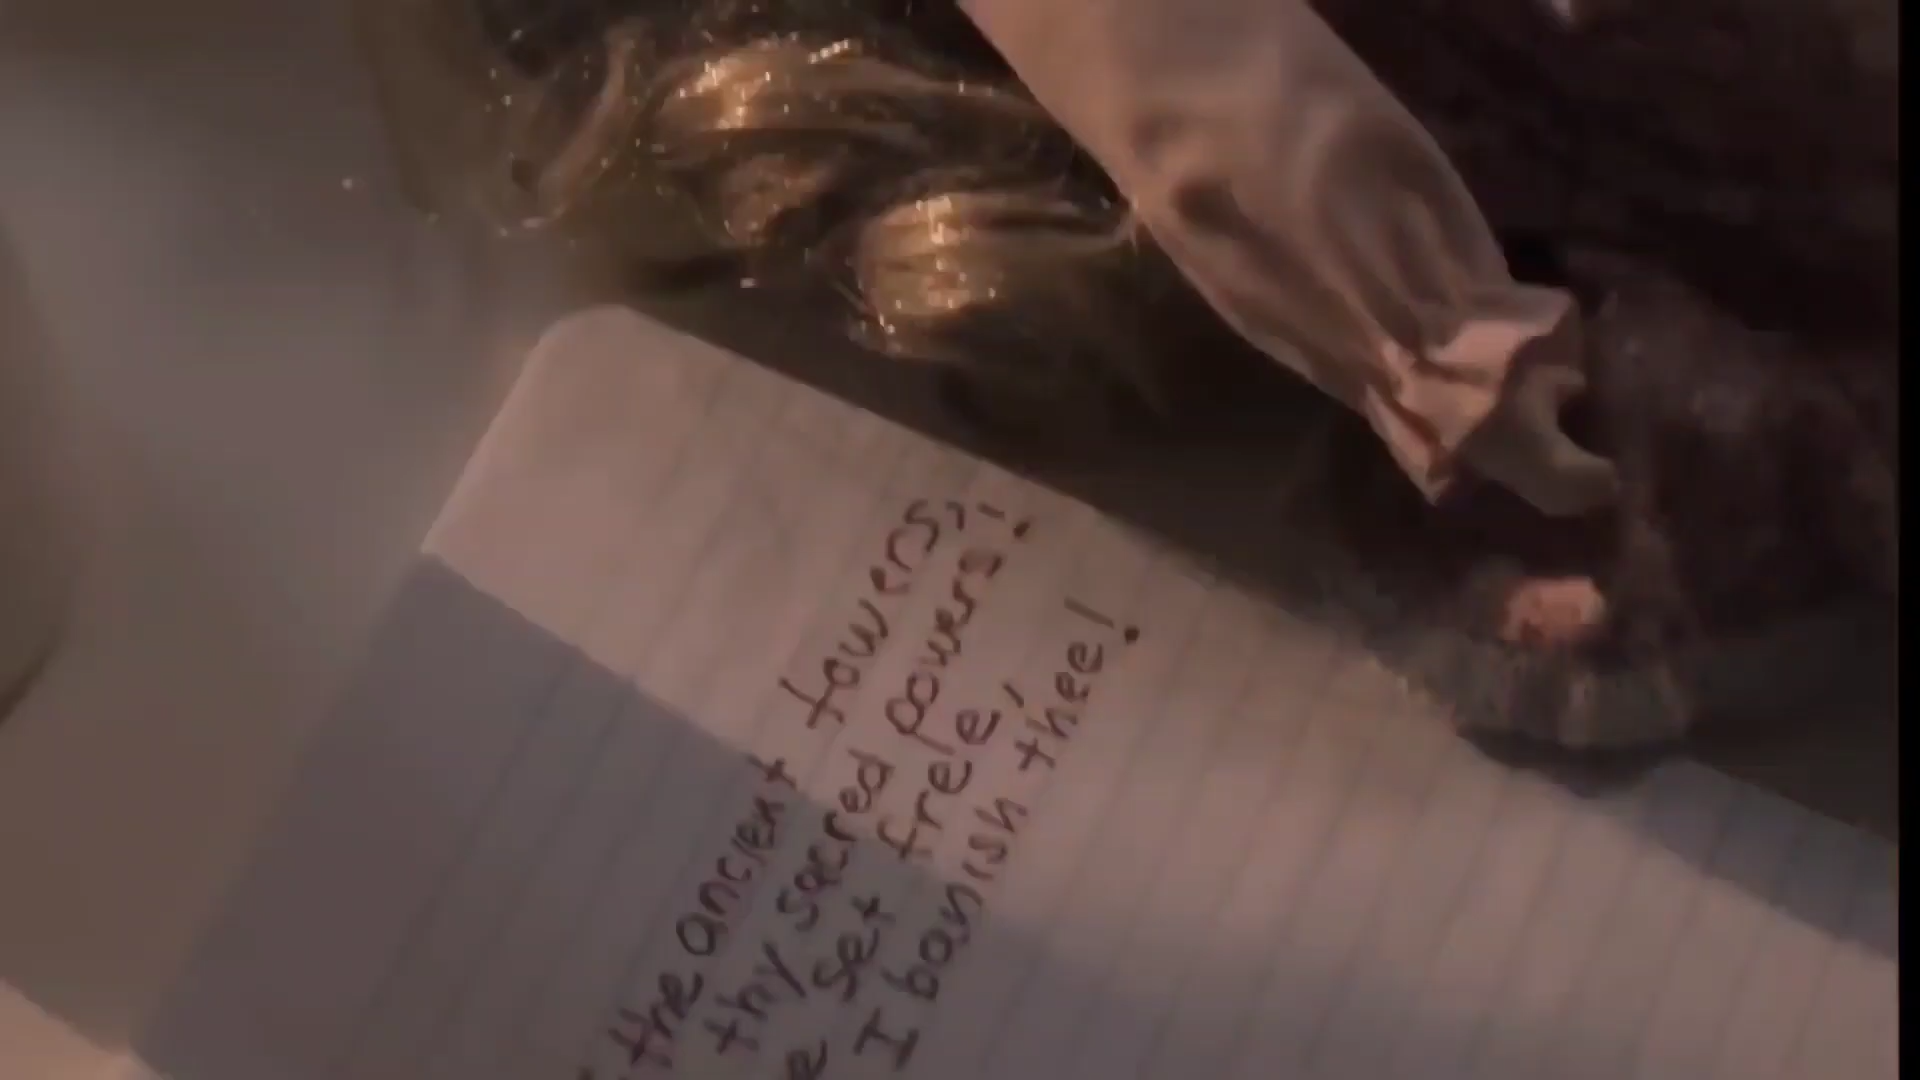 the ancient towers,
thy sacred powers!
set free,
I banish thee!